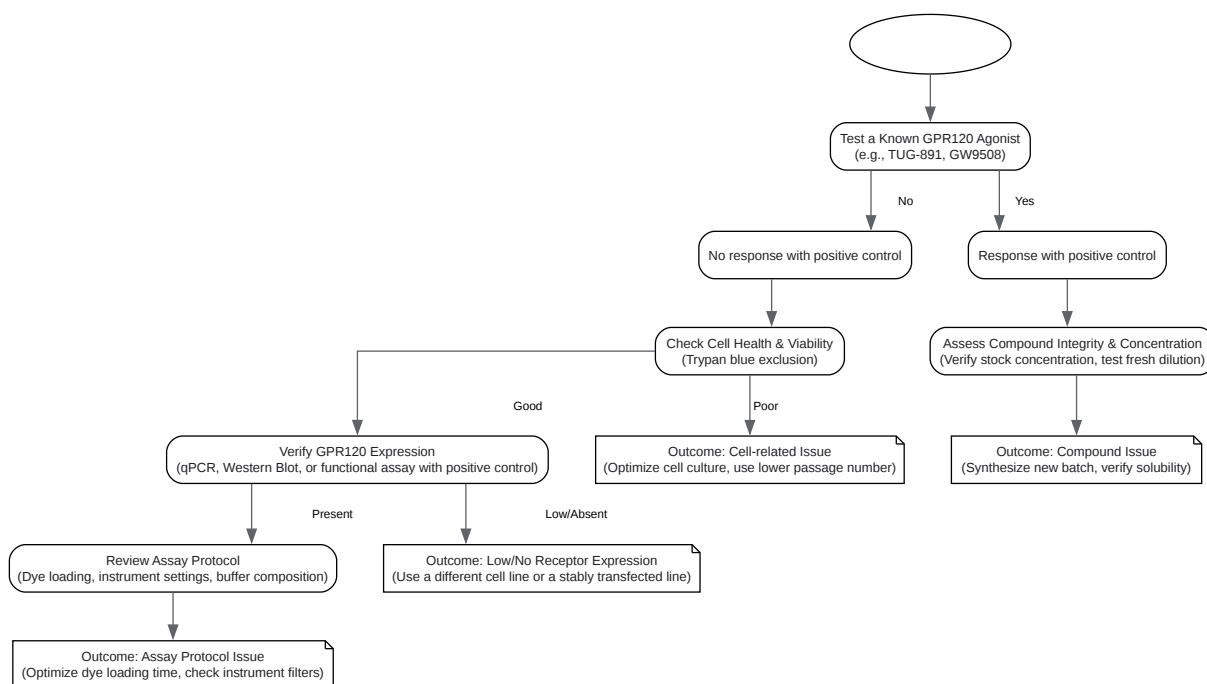 Test a Known GPR120 Agonist
(e.g., TUG-891, GW9508)
No
Yes
No response with positive control
Response with positive control
Check Cell Health & Viability
(Trypan blue exclusion)
Assess Compound Integrity & Concentration
(Verify stock concentration, test fresh dilution)
Good
Poor
Verify GPR120 Expression
(qPCR, Western Blot, or functional assay with positive control)
Outcome: Cell-related Issue
(Optimize cell culture, use lower passage number)
Outcome: Compound Issue
(Synthesize new batch, verify solubility)
Present
Low/Absent
Review Assay Protocol
(Dye loading, instrument settings, buffer composition)
Outcome: Low/No Receptor Expression
(Use a different cell line or a stably transfected line)
Outcome: Assay Protocol Issue
(Optimize dye loading time, check instrument filters)